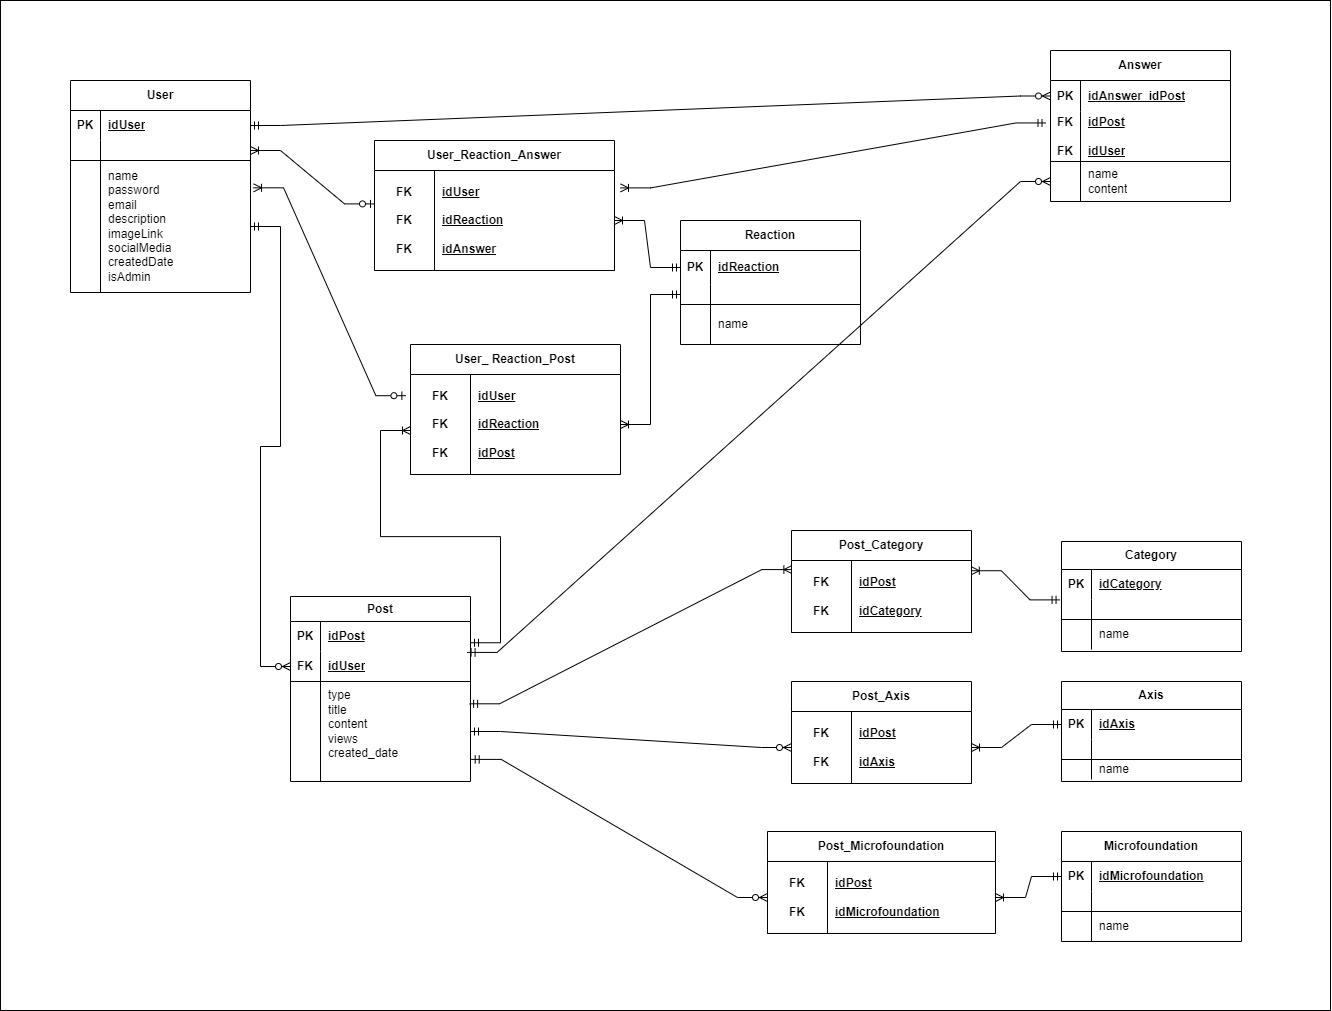 User
PK idUser
name
password
email
description
imageLink
socialMedia
createdDate
isAdmin
User_Reaction_Answer
FK idUser
FK idReaction
FK idAnswer
Answer
PK idAnswer_idPost
FK idPost
FK idUser
name
content
Reaction
PK idReaction
name
User_ Reaction_Post
FK idUser
FK idReaction
FK idPost
Post
PK idPost
FK idUser
type
title
content
views
created_date
Post_Category
FK idPost
FK idCategory
Category
PK idCategory
name
Post_Axis
FK idPost
FK idAxis
Axis
PK idAxis
name
Post_Microfoundation
FK idPost
FK idMicrofoundation
Microfoundation
PK idMicrofoundation
name